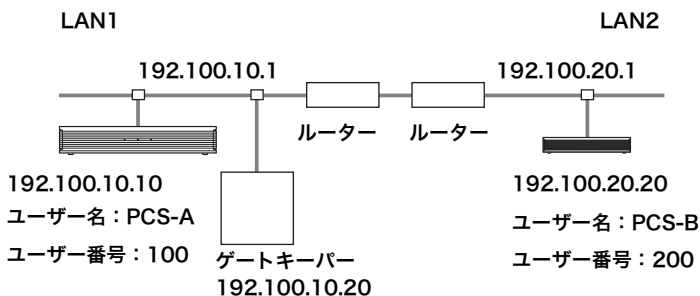 LAN1
LAN2
192.100.10.1
192.100.20.1
ルーター
ルーター
192.100.10.10
ユーザー名：PCS-A
ユーザー番号：100
ゲートキーパー
192.100.10.20
192.100.20.20
ユーザー名：PCS-B
ユーザー番号：200